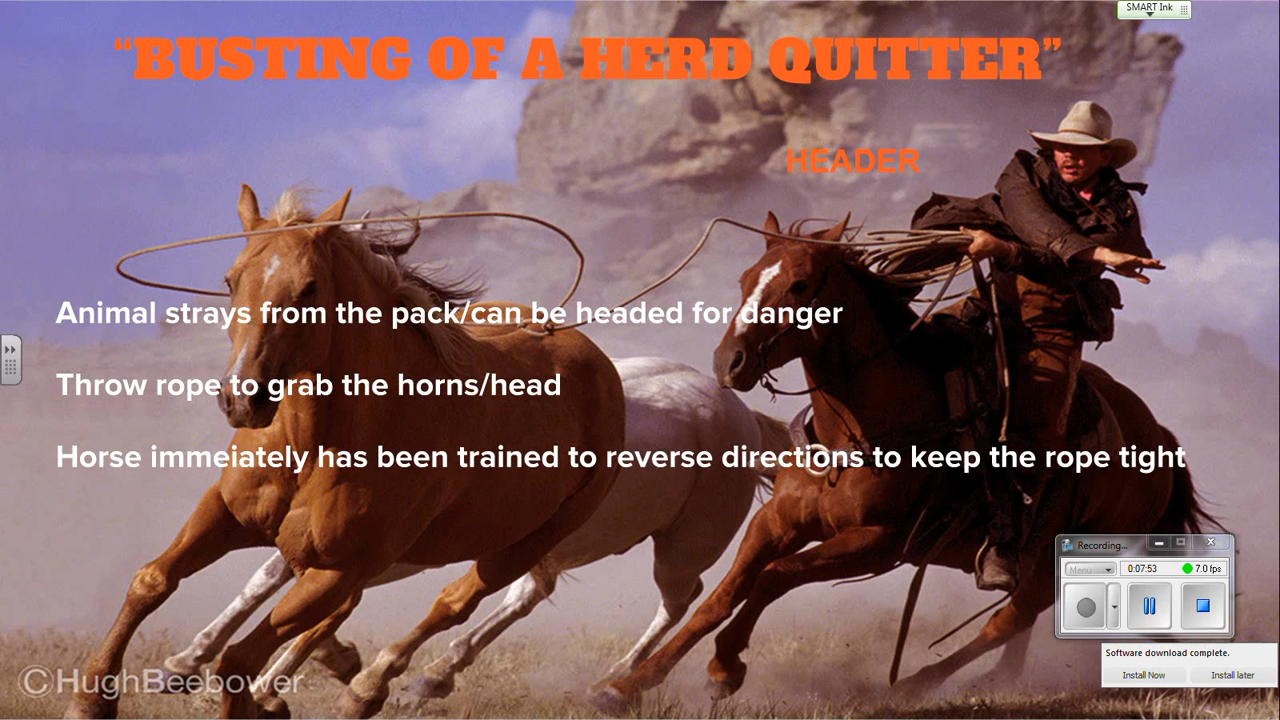 SMART Ink
“BUSTING OF A HERD QUITTER”
HEADER
Animal strays from the pack/can be headed for danger
Throw rope to grab the horns/head
Horse immeiately has been trained to reverse directions to keep the rope tight
Recording...
Menu
0:07:53
7.0 fps
Software download complete.
Install Now
Install later
©HughBeebower